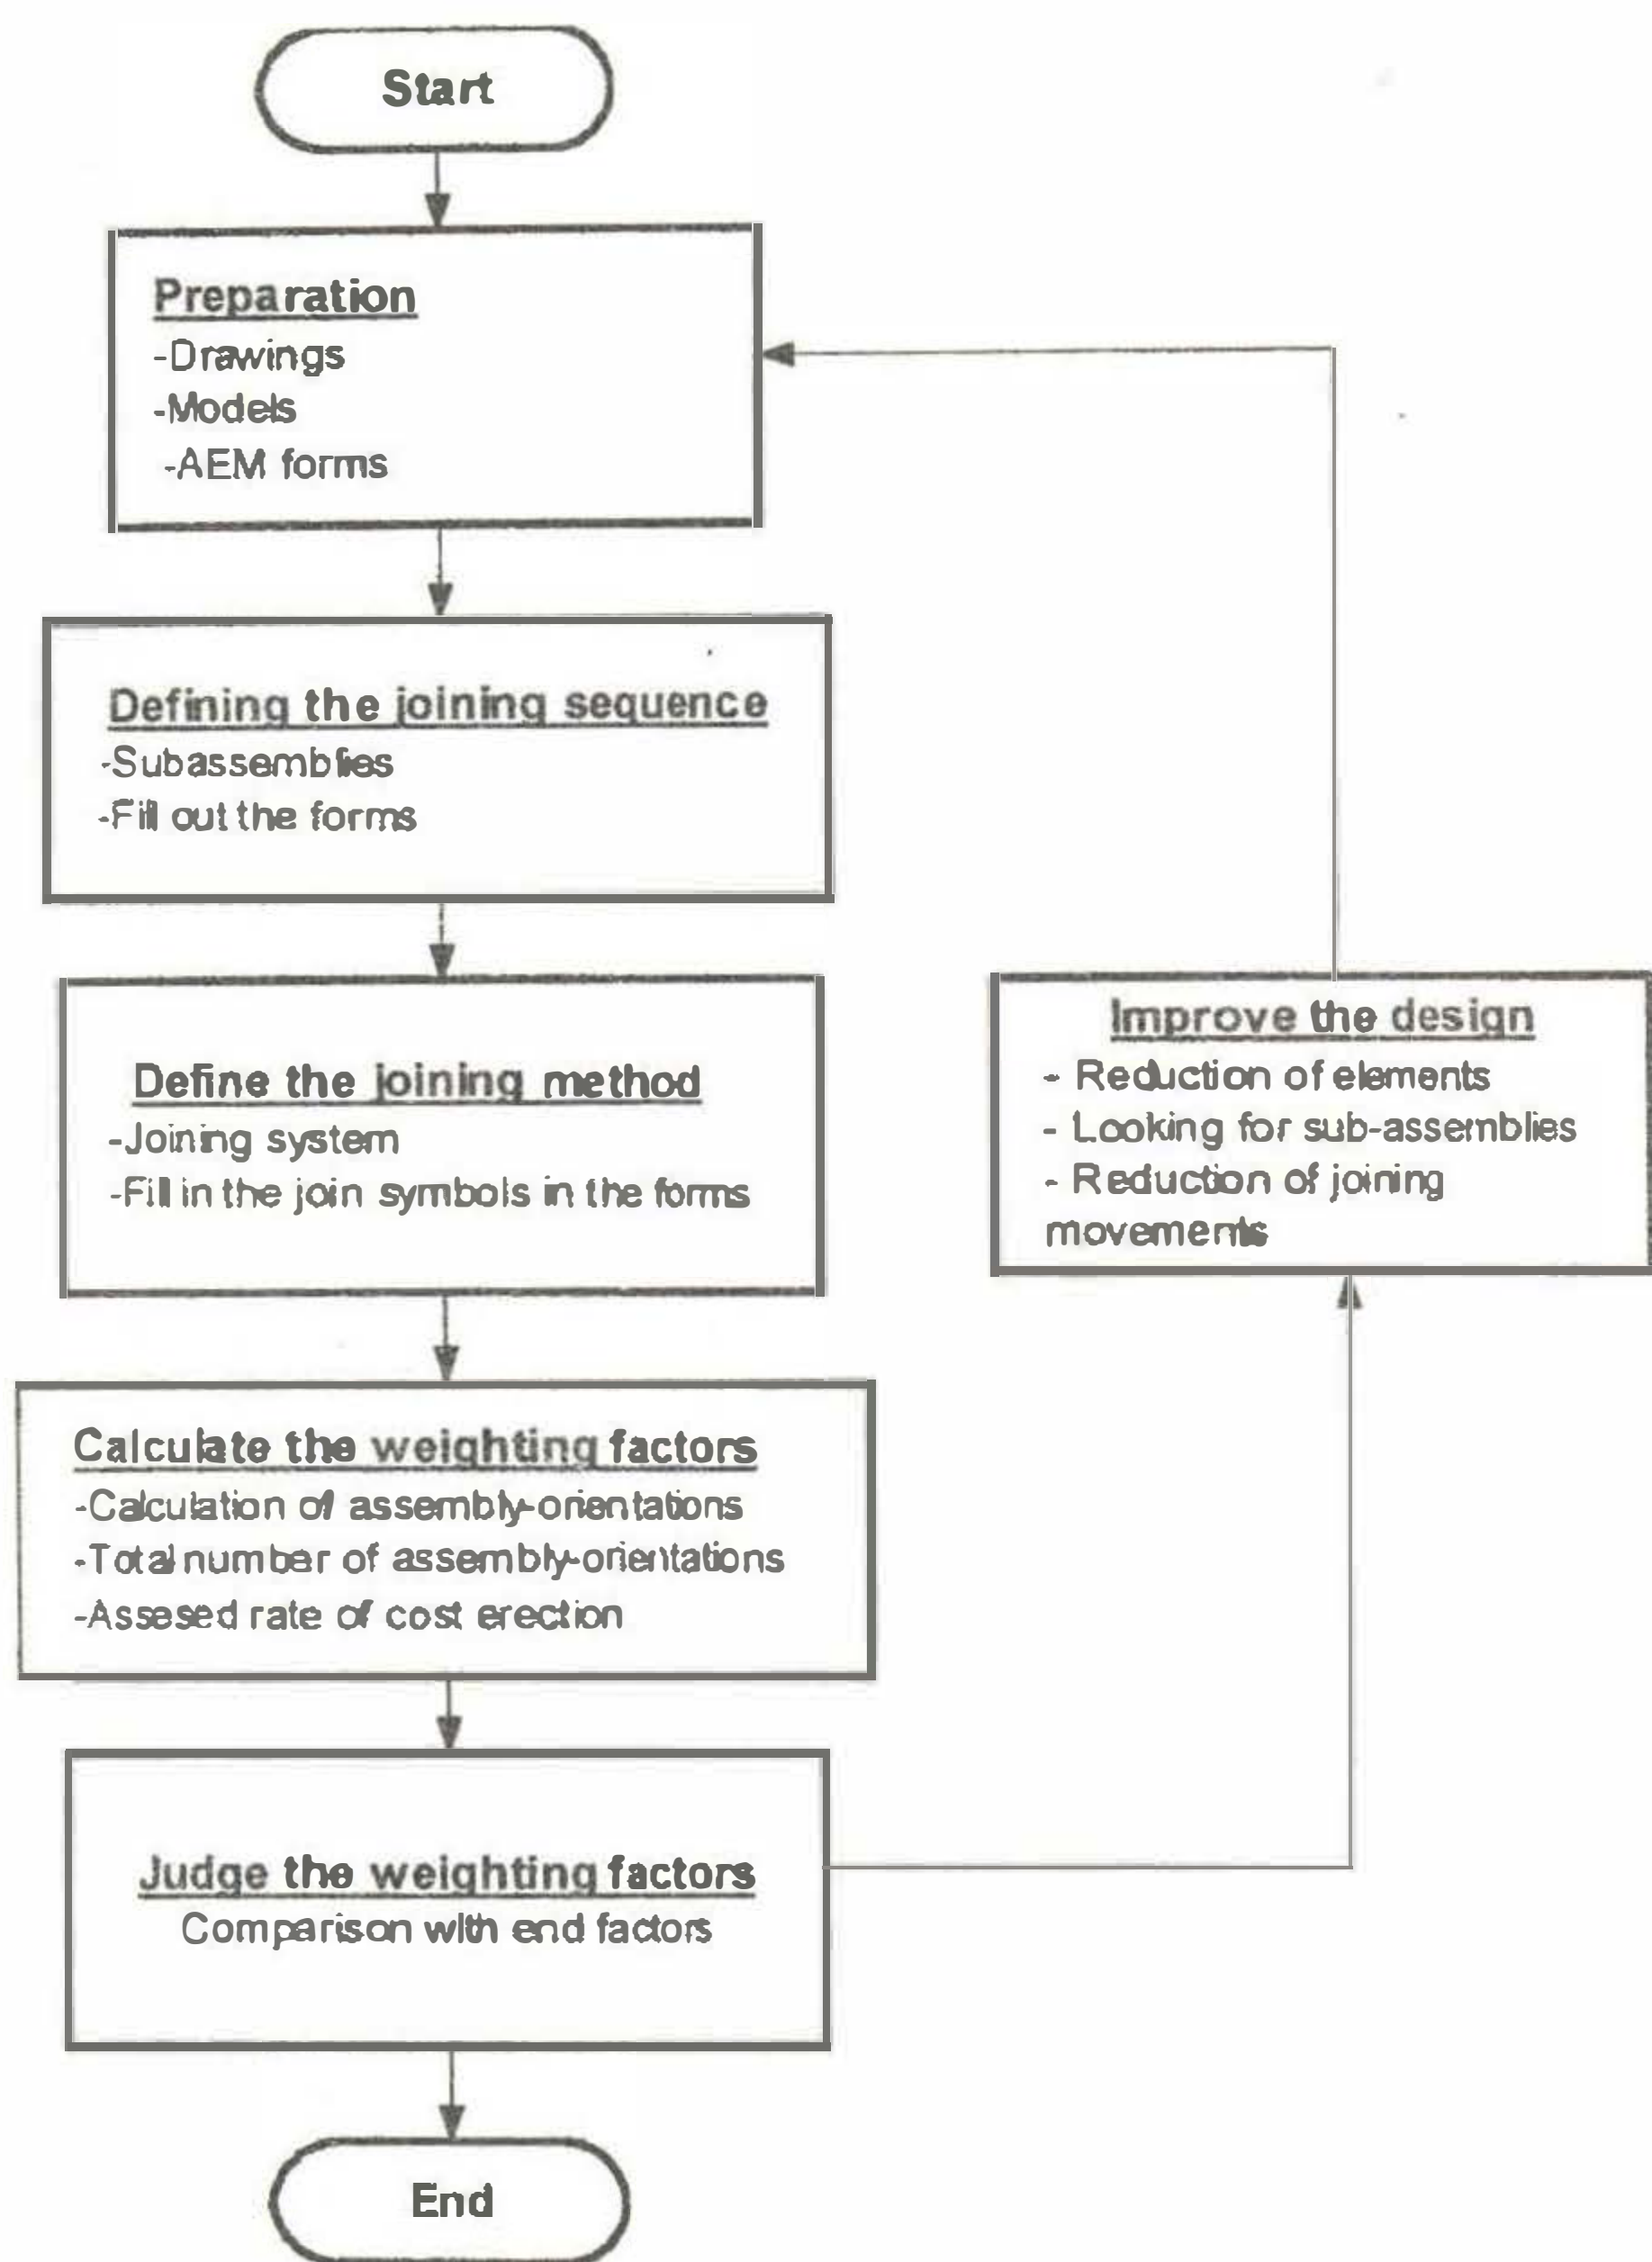 Start
Preparation
-Drawings
-Models
-AEM forms
Defining the joining sequence
-Subassemblies
-Fill out the forms
Define the joining method
-Joining system
-Fill in the join symbols in the forms
Improve the design
- Reduction of elements
- Looking for sub-assemblies
- Reduction of joining
movements
Calculate the weighting factors
-Calculation of assembly-orientations
-Total number of assembly-orientations
-Assesed rate of cost erection
Judge the weighting factors
Comparison with end factors
End